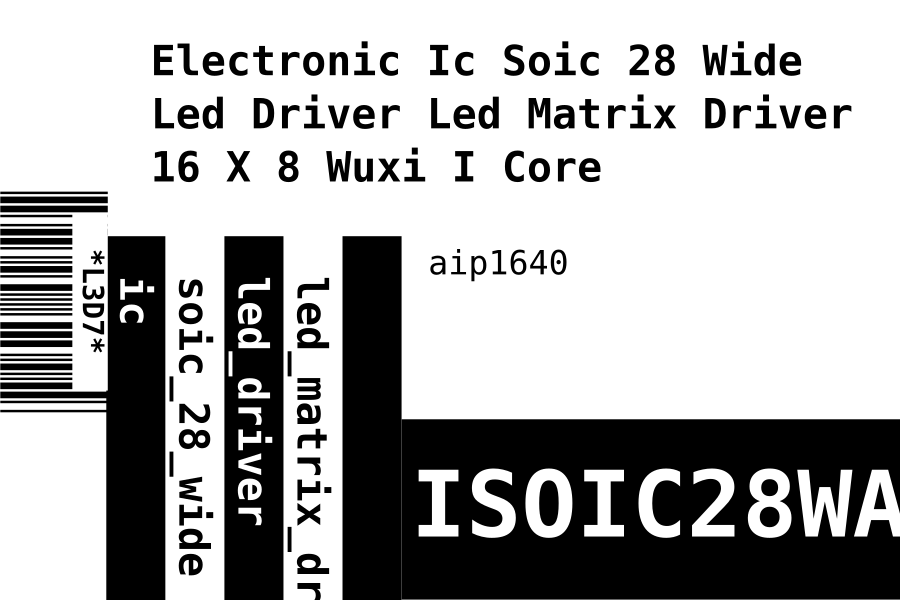 Electronic Ic Soic 28 Wide
Led Driver Led Matrix Driver
16 X 8 Wuxi I Core
*L3D7*
ic
soic_28_wide
led_driver
led_matrix_dr
aip1640
ISOIC28WA